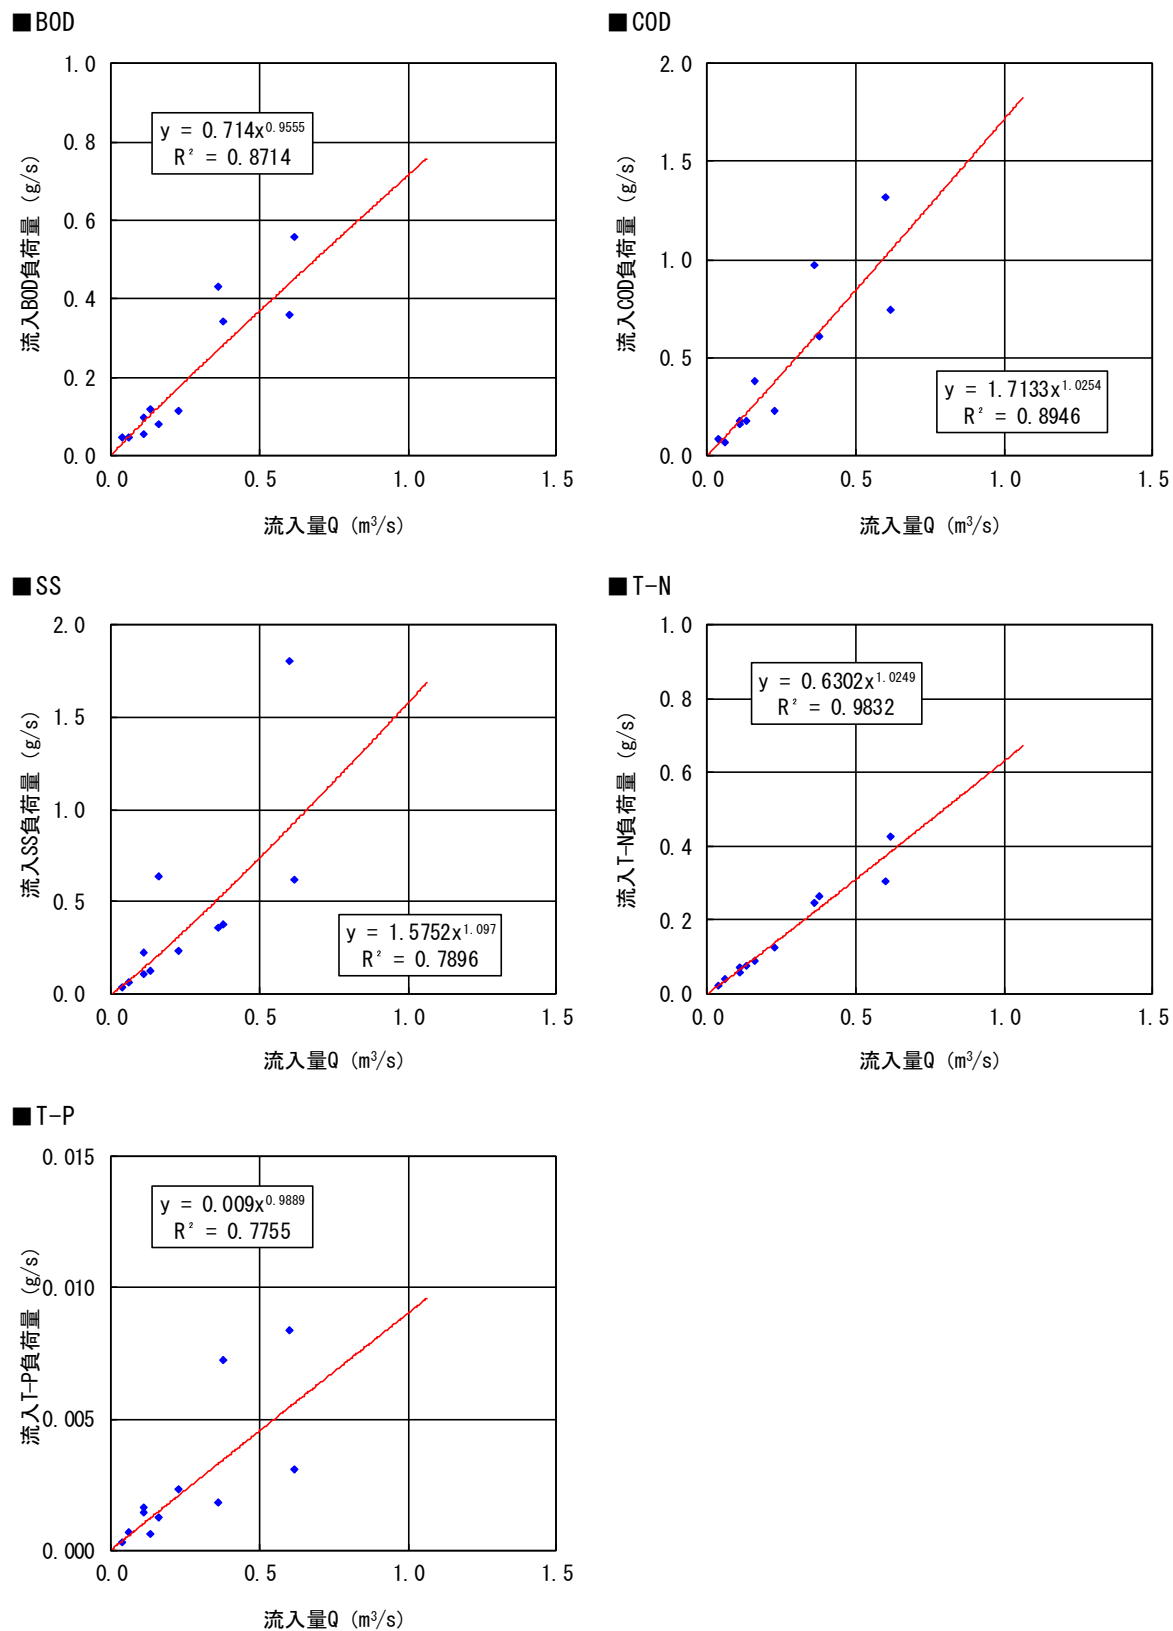 ■BOD
1.0
0.8
0.6
0.4
0.2
0.0
流入BOD負荷量 (g/s)
y = 0.714x^0.9555
R² = 0.8714
0.0 0.5 1.0 1.5
流入量Q (m³/s)
■COD
2.0
1.5
1.0
0.5
0.0
流入COD負荷量 (g/s)
y = 1.7133x^1.0254
R² = 0.8946
0.0 0.5 1.0 1.5
流入量Q (m³/s)
■SS
2.0
1.5
1.0
0.5
0.0
流入SS負荷量 (g/s)
y = 1.5752x^1.097
R² = 0.7896
0.0 0.5 1.0 1.5
流入量Q (m³/s)
■T-N
1.0
0.8
0.6
0.4
0.2
0.0
流入T-N負荷量 (g/s)
y = 0.6302x^1.0249
R² = 0.9832
0.0 0.5 1.0 1.5
流入量Q (m³/s)
■T-P
0.015
0.010
0.005
0.000
流入T-P負荷量 (g/s)
y = 0.009x^0.9889
R² = 0.7755
0.0 0.5 1.0 1.5
流入量Q (m³/s)